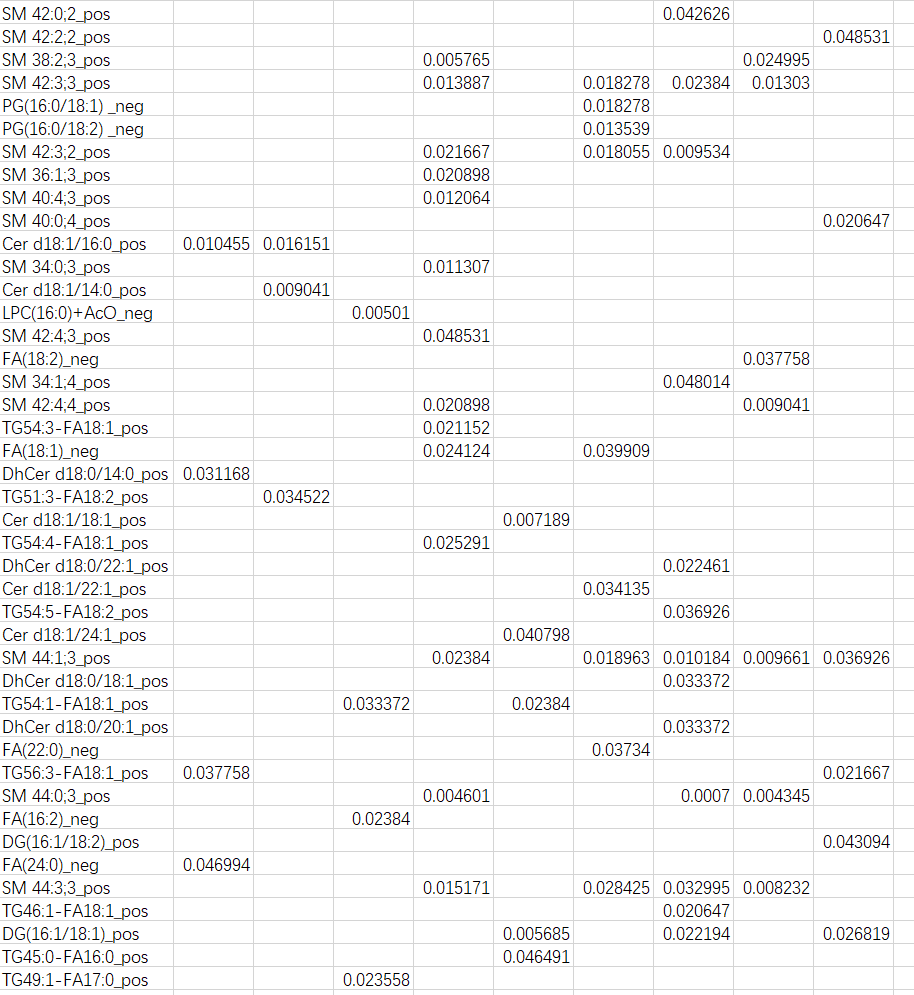 SM 42:0;2_pos 0.042626
SM 42:2;2_pos 0.048531
SM 38:2;3_pos 0.005765 0.024995
SM 42:3;3_pos 0.013887 0.018278 0.02384 0.01303
PG(16:0/18:1) _neg 0.018278
PG(16:0/18:2) _neg 0.013539
SM 42:3;2_pos 0.021667 0.018055 0.009534
SM 36:1;3_pos 0.020898
SM 40:4;3_pos 0.012064
SM 40:0;4_pos 0.020647
Cer d18:1/16:0_pos 0.010455 0.016151
SM 34:0;3_pos 0.011307
Cer d18:1/14:0_pos 0.009041
LPC(16:0)+AcO_neg 0.00501
SM 42:4;3_pos 0.048531
FA(18:2)_neg 0.037758
SM 34:1;4_pos 0.048014
SM 42:4;4_pos 0.020898 0.009041
TG54:3-FA18:1_pos 0.021152
FA(18:1)_neg 0.024124 0.039909
DhCer d18:0/14:0_pos 0.031168
TG51:3-FA18:2_pos 0.034522
Cer d18:1/18:1_pos 0.007189
TG54:4-FA18:1_pos 0.025291
DhCer d18:0/22:1_pos 0.022461
Cer d18:1/22:1_pos 0.034135
TG54:5-FA18:2_pos 0.036926
Cer d18:1/24:1_pos 0.040798
SM 44:1;3_pos 0.02384 0.018963 0.010184 0.009661 0.036926
DhCer d18:0/18:1_pos 0.033372
TG54:1-FA18:1_pos 0.033372 0.02384
DhCer d18:0/20:1_pos 0.033372
FA(22:0)_neg 0.03734
TG56:3-FA18:1_pos 0.037758 0.021667
SM 44:0;3_pos 0.004601 0.0007 0.004345
FA(16:2)_neg 0.02384
DG(16:1/18:2)_pos 0.043094
FA(24:0)_neg 0.046994
SM 44:3;3_pos 0.015171 0.028425 0.032995 0.008232
TG46:1-FA18:1_pos 0.020647
DG(16:1/18:1)_pos 0.005685 0.022194 0.026819
TG45:0-FA16:0_pos 0.046491
TG49:1-FA17:0_pos 0.023558